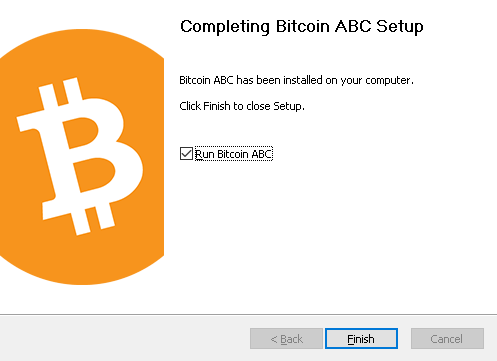 Completing Bitcoin ABC Setup
Bitcoin ABC has been installed on your computer.
Click Finish to close Setup.
Run Bitcoin ABC
< Back
Finish
Cancel